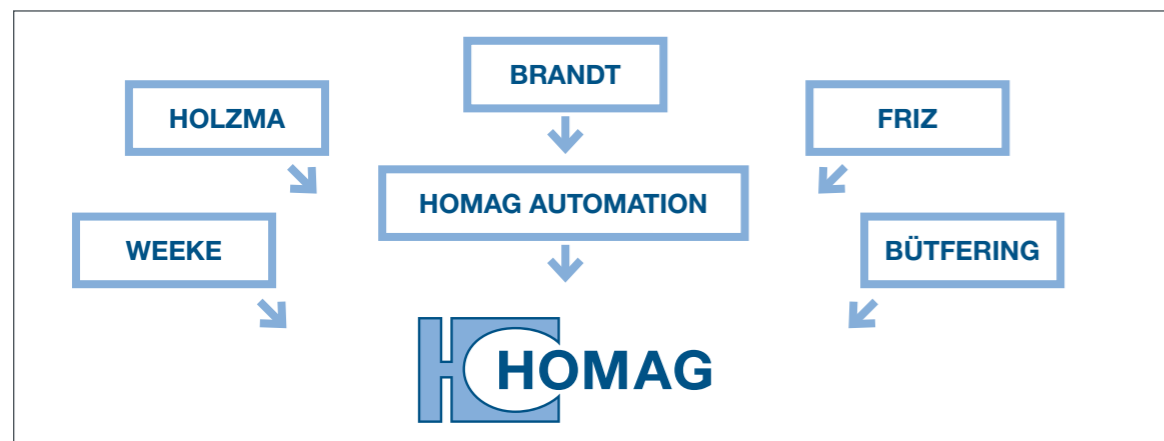 BRANDT
HOLZMA
FRIZ
HOMAG AUTOMATION
WEEKE
BÜTFERING
HOMAG